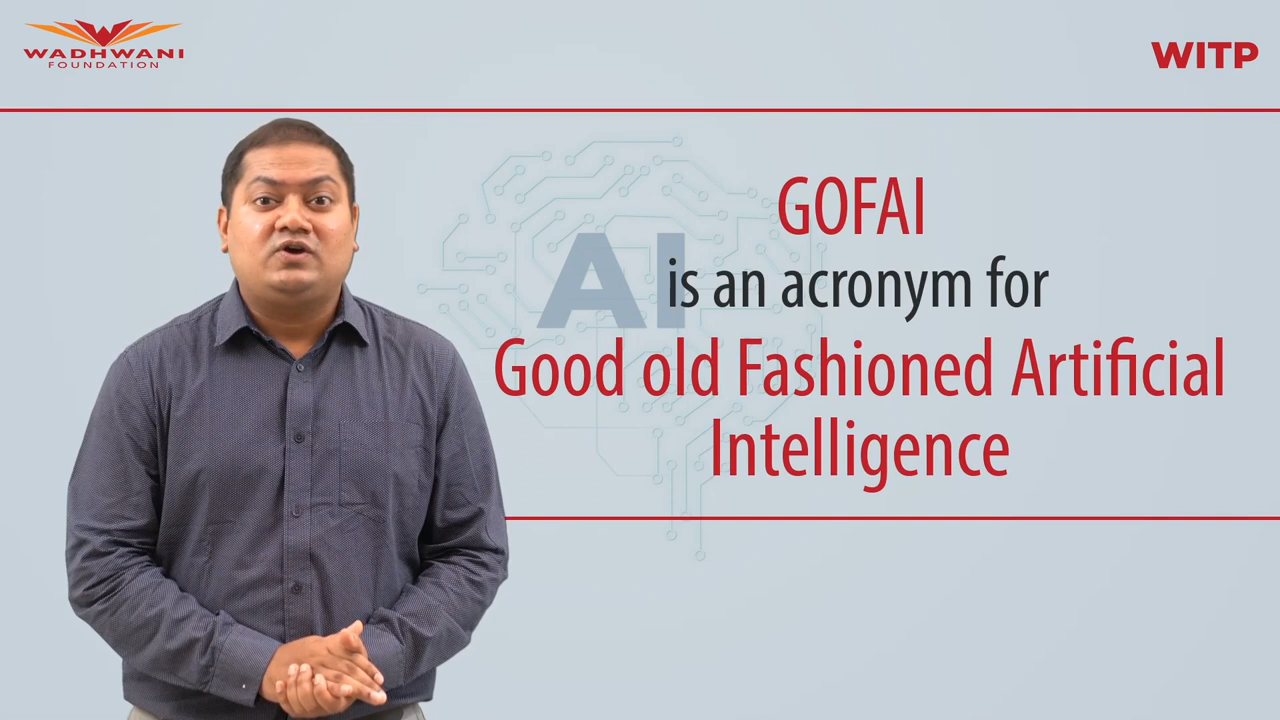 WADHWANI
FOUNDATION
WITP
AI
GOFAI
is an acronym for
Good old Fashioned Artificial
Intelligence